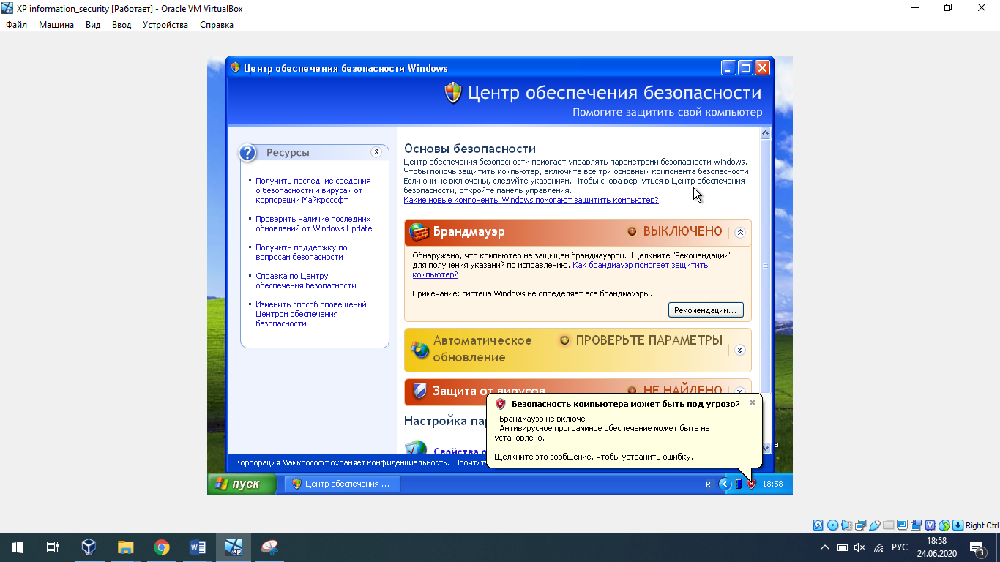 XP information_security [Работает] - Oracle VM VirtualBox
Файл Машина Вид Ввод Устройства Справка
Центр обеспечения безопасности Windows
Центр обеспечения безопасности
Помогите защитить свой компьютер
Ресурсы
Получить последние сведения
о безопасности и вирусах от
корпорации Майкрософт
Проверить наличие последних
обновлений от Windows Update
Получить поддержку по
вопросам безопасности
Справка по Центру
обеспечения безопасности
Изменить способ оповещений
Центром обеспечения
безопасности
Основы безопасности
Центр обеспечения безопасности помогает управлять параметрами безопасности Windows.
Чтобы помочь защитить компьютер, включите все три основных компонента безопасности.
Если они не включены, следуйте указаниям. Чтобы снова вернуться в Центр обеспечения
безопасности, откройте панель управления.
Какие новые компоненты Windows помогают защитить компьютер?
Брандмауэр ВЫКЛЮЧЕНО
Обнаружено, что компьютер не защищен брандмауэром. Щелкните "Рекомендации"
для получения указаний по исправлению. Как брандмауэр помогает защитить
компьютер?
Примечание: система Windows не определяет все брандмауэры.
Рекомендации...
Автоматическое ПРОВЕРЬТЕ ПАРАМЕТРЫ
обновление
Защита от вирусов НЕ НАЙДЕНО
Настройка па
Свойства о
Безопасность компьютера может быть под угрозой
· Брандмауэр не включен
· Антивирусное программное обеспечение может быть не
установлено.
Щелкните это сообщение, чтобы устранить ошибку.
Корпорация Майкрософт охраняет конфиденциальность. Прочтите
а
пуск Центр обеспечения ... RL 18:58
Right Ctrl
РУС 18:58
24.06.2020
3